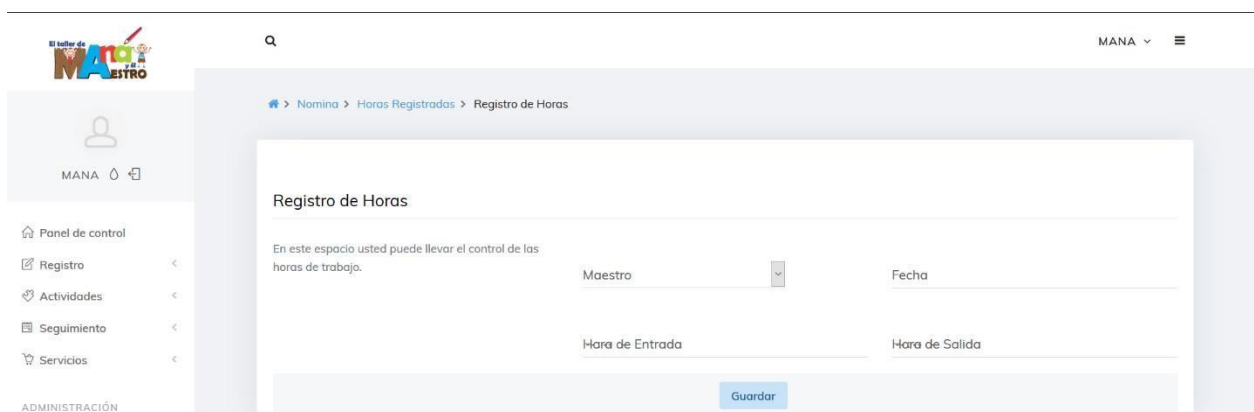 El taller de
Maná
y el
MAESTRO
MANA
MANA
Panel de control
Registro
Actividades
Seguimiento
Servicios
ADMINISTRACIÓN
> Nomina > Horas Registradas > Registro de Horas
Registro de Horas
En este espacio usted puede llevar el control de las
horas de trabajo.
Maestro
Fecha
Hora de Entrada
Hora de Salida
Guardar